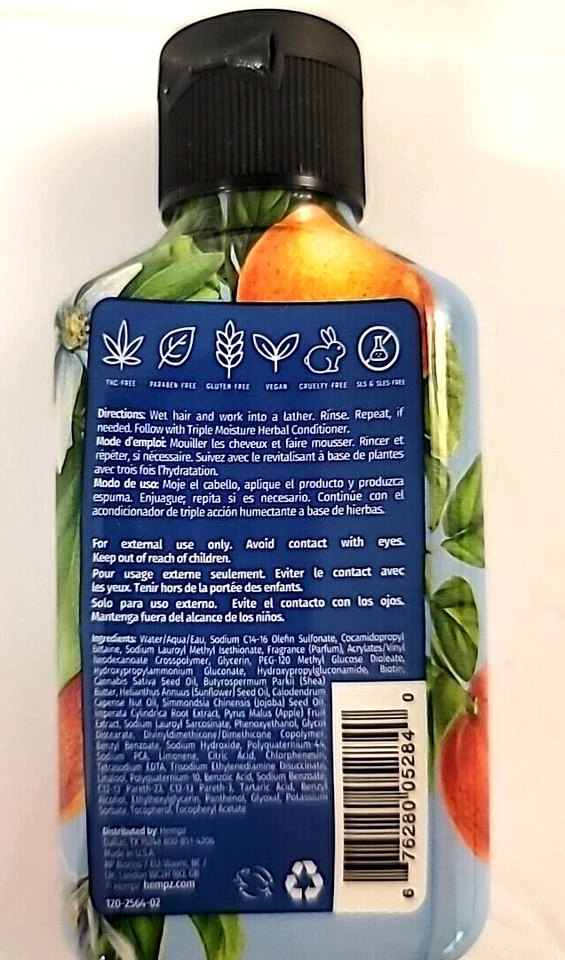 THC-FREE PARABEN-FREE GLUTEN FREE VEGAN CRUELTY FREE SLS & SLES-FREE
Directions: Wet hair and work into a lather. Rinse. Repeat, if
needed. Follow with Triple Moisture Herbal Conditioner.
Mode d'emploi: Mouiller les cheveux et faire mousser. Rincer et
répéter, si nécessaire. Suivez avec le revitalisant à base de plantes
avec trois fois l'hydratation.
Modo de uso: Moje el cabello, aplique el producto y produzca
espuma. Enjuague; repita si es necesario. Continúe con el
acondicionador de triple acción humectante a base de hierbas.
For external use only. Avoid contact with eyes.
Keep out of reach of children.
Pour usage externe seulement. Eviter le contact avec
les yeux. Tenir hors de la portée des enfants.
Solo para uso externo. Evite el contacto con los ojos.
Mantenga fuera del alcance de los niños.
Ingredients: Water/Aqua/Eau, Sodium C14-16 Olefin Sulfonate, Cocamidopropyl
Betaine, Sodium Lauroyl Methyl Isethionate, Fragrance (Parfum), Acrylates/Vinyl
Neodecanoate Crosspolymer, Glycerin, PEG-120 Methyl Glucose Dioleate,
Hydroxypropylammonium Gluconate, Hydroxypropylgluconamide, Biotin,
Cannabis Sativa Seed Oil, Butyrospermum Parkii (Shea)
Butter, Helianthus Annuus (Sunflower) Seed Oil, Calodendrum
Capense Nut Oil, Simmondsia Chinensis (Jojoba) Seed Oil,
Imperata Cylindrica Root Extract, Pyrus Malus (Apple) Fruit
Extract, Sodium Lauroyl Sarcosinate, Phenoxyethanol, Glycol
Distearate, Divinyldimethicone/Dimethicone Copolymer,
Benzyl Benzoate, Sodium Hydroxide, Polyquaternium-44,
Sodium PCA, Limonene, Citric Acid, Chlorphenesin,
Tetrasodium EDTA, Trisodium Ethylenediamine Disuccinate,
Linalool, Polyquaternium-10, Benzoic Acid, Sodium Benzoate,
C12-13 Pareth-23, C12-13 Pareth-3, Tartaric Acid, Benzyl
Alcohol, Ethylhexylglycerin, Panthenol, Glyoxal, Potassium
Sorbate, Tocopherol, Tocopheryl Acetate
Distributed by Hempz
Dallas, TX 800-851-4206
Made in U.S.A.
London WC2H 9JQ, GB
© Hempz hempz.com
120-2564-02
6 76280 05284 0